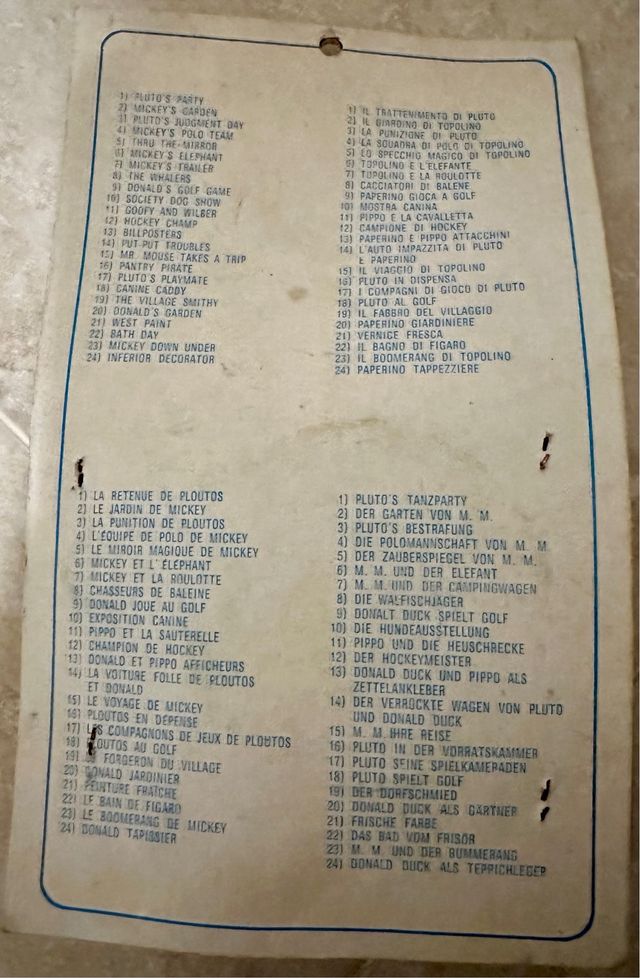 1) PLUTO'S PARTY
2) MICKEY'S GARDEN
3) PLUTO'S JUDGMENT DAY
4) MICKEY'S POLO TEAM
5) THRU THE MIRROR
6) MICKEY'S ELEPHANT
7) MICKEY'S TRAILER
8) THE WHALERS
9) DONALD'S GOLF GAME
10) SOCIETY DOG SHOW
11) GOOFY AND WILBER
12) HOCKEY CHAMP
13) BILLPOSTERS
14) PUT-PUT TROUBLES
15) MR. MOUSE TAKES A TRIP
16) PANTRY PIRATE
17) PLUTO'S PLAYMATE
18) CANINE CADDY
19) THE VILLAGE SMITHY
20) DONALD'S GARDEN
21) WEST PAINT
22) BATH DAY
23) MICKEY DOWN UNDER
24) INFERIOR DECORATOR
1) IL TRATTENIMENTO DI PLUTO
2) IL GIARDINO DI TOPOLINO
3) LA PUNIZIONE DI PLUTO
4) LA SQUADRA DI POLO DI TOPOLINO
5) LO SPECCHIO MAGICO DI TOPOLINO
6) TOPOLINO E L'ELEFANTE
7) TOPOLINO E LA ROULOTTE
8) CACCIATORI DI BALENE
9) PAPERINO GIOCA A GOLF
10) MOSTRA CANINA
11) PIPPO E LA CAVALLETTA
12) CAMPIONE DI HOCKEY
13) PAPERINO E PIPPO ATTACCHINI
14) L'AUTO IMPAZZITA DI PLUTO
E PAPERINO
15) IL VIAGGIO DI TOPOLINO
16) PLUTO IN DISPENSA
17) I COMPAGNI DI GIOCO DI PLUTO
18) PLUTO AL GOLF
19) IL FABBRO DEL VILLAGGIO
20) PAPERINO GIARDINIERE
21) VERNICE FRESCA
22) IL BAGNO DI FIGARO
23) IL BOOMERANG DI TOPOLINO
24) PAPERINO TAPPEZZIERE
1) LA RETENUE DE PLOUTOS
2) LE JARDIN DE MICKEY
3) LA PUNITION DE PLOUTOS
4) L'ÉQUIPE DE POLO DE MICKEY
5) LE MIROIR MAGIQUE DE MICKEY
6) MICKEY ET L'ÉLÉPHANT
7) MICKEY ET LA ROULOTTE
8) CHASSEURS DE BALEINE
9) DONALD JOUE AU GOLF
10) EXPOSITION CANINE
11) PIPPO ET LA SAUTERELLE
12) CHAMPION DE HOCKEY
13) DONALD ET PIPPO AFFICHEURS
14) LA VOITURE FOLLE DE PLOUTOS
ET DONALD
15) LE VOYAGE DE MICKEY
16) PLOUTOS EN DÉPENSE
17) LES COMPAGNONS DE JEUX DE PLOUTOS
18) PLOUTOS AU GOLF
19) FORGERON DU VILLAGE
20) DONALD JARDINIER
21) PEINTURE FRAÎCHE
22) LE BAIN DE FIGARO
23) LE BOOMERANG DE MICKEY
24) DONALD TAPISSIER
1) PLUTO'S TANZPARTY
2) DER GARTEN VON M. M.
3) PLUTO'S BESTRAFUNG
4) DIE POLOMANNSCHAFT VON M. M.
5) DER ZAUBERSPIEGEL VON M. M.
6) M. M. UND DER ELEFANT
7) M. M. UND DER CAMPINGWAGEN
8) DIE WALFISCHJÄGER
9) DONALT DUCK SPIELT GOLF
10) DIE HUNDEAUSSTELLUNG
11) PIPPO UND DIE HEUSCHRECKE
12) DER HOCKEYMEISTER
13) DONALD DUCK UND PIPPO ALS
ZETTELANKLEBER
14) DER VERRÜCKTE WAGEN VON PLUTO
UND DONALD DUCK
15) M. M. IHRE REISE
16) PLUTO IN DER VORRATSKAMMER
17) PLUTO SEINE SPIELKAMERADEN
18) PLUTO SPIELT GOLF
19) DER DORFSCHMIED
20) DONALD DUCK ALS GÄRTNER
21) FRISCHE FARBE
22) DAS BAD VOM FRISÖR
23) M. M. UND DER BUMMERANG
24) DONALD DUCK ALS TEPPICHLEGER